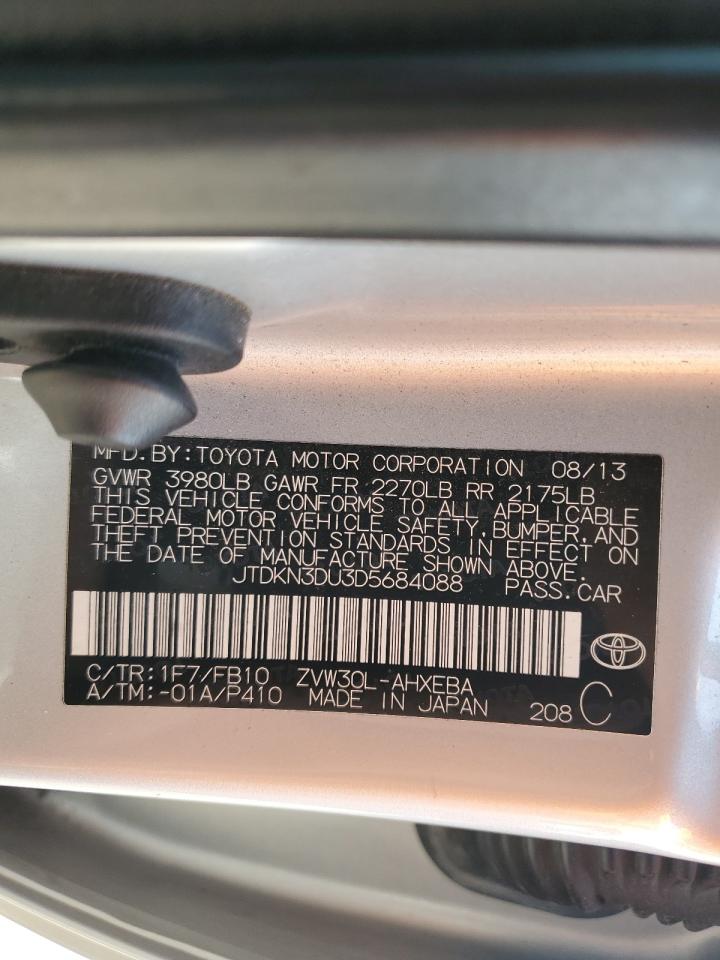 MFD.BY:TOYOTA MOTOR CORPORATION 08/13
GVWR 3980LB GAWR FR 2270LB RR 2175LB
THIS VEHICLE CONFORMS TO ALL APPLICABLE
FEDERAL MOTOR VEHICLE SAFETY,BUMPER,AND
THEFT PREVENTION STANDARDS IN EFFECT ON
THE DATE OF MANUFACTURE SHOWN ABOVE.
JTDKN3DU3D5684088 PASS.CAR
C/TR:1F7/FB10 ZVW30L-AHXEBA
A/TM:-01A/P410 MADE IN JAPAN 208 C